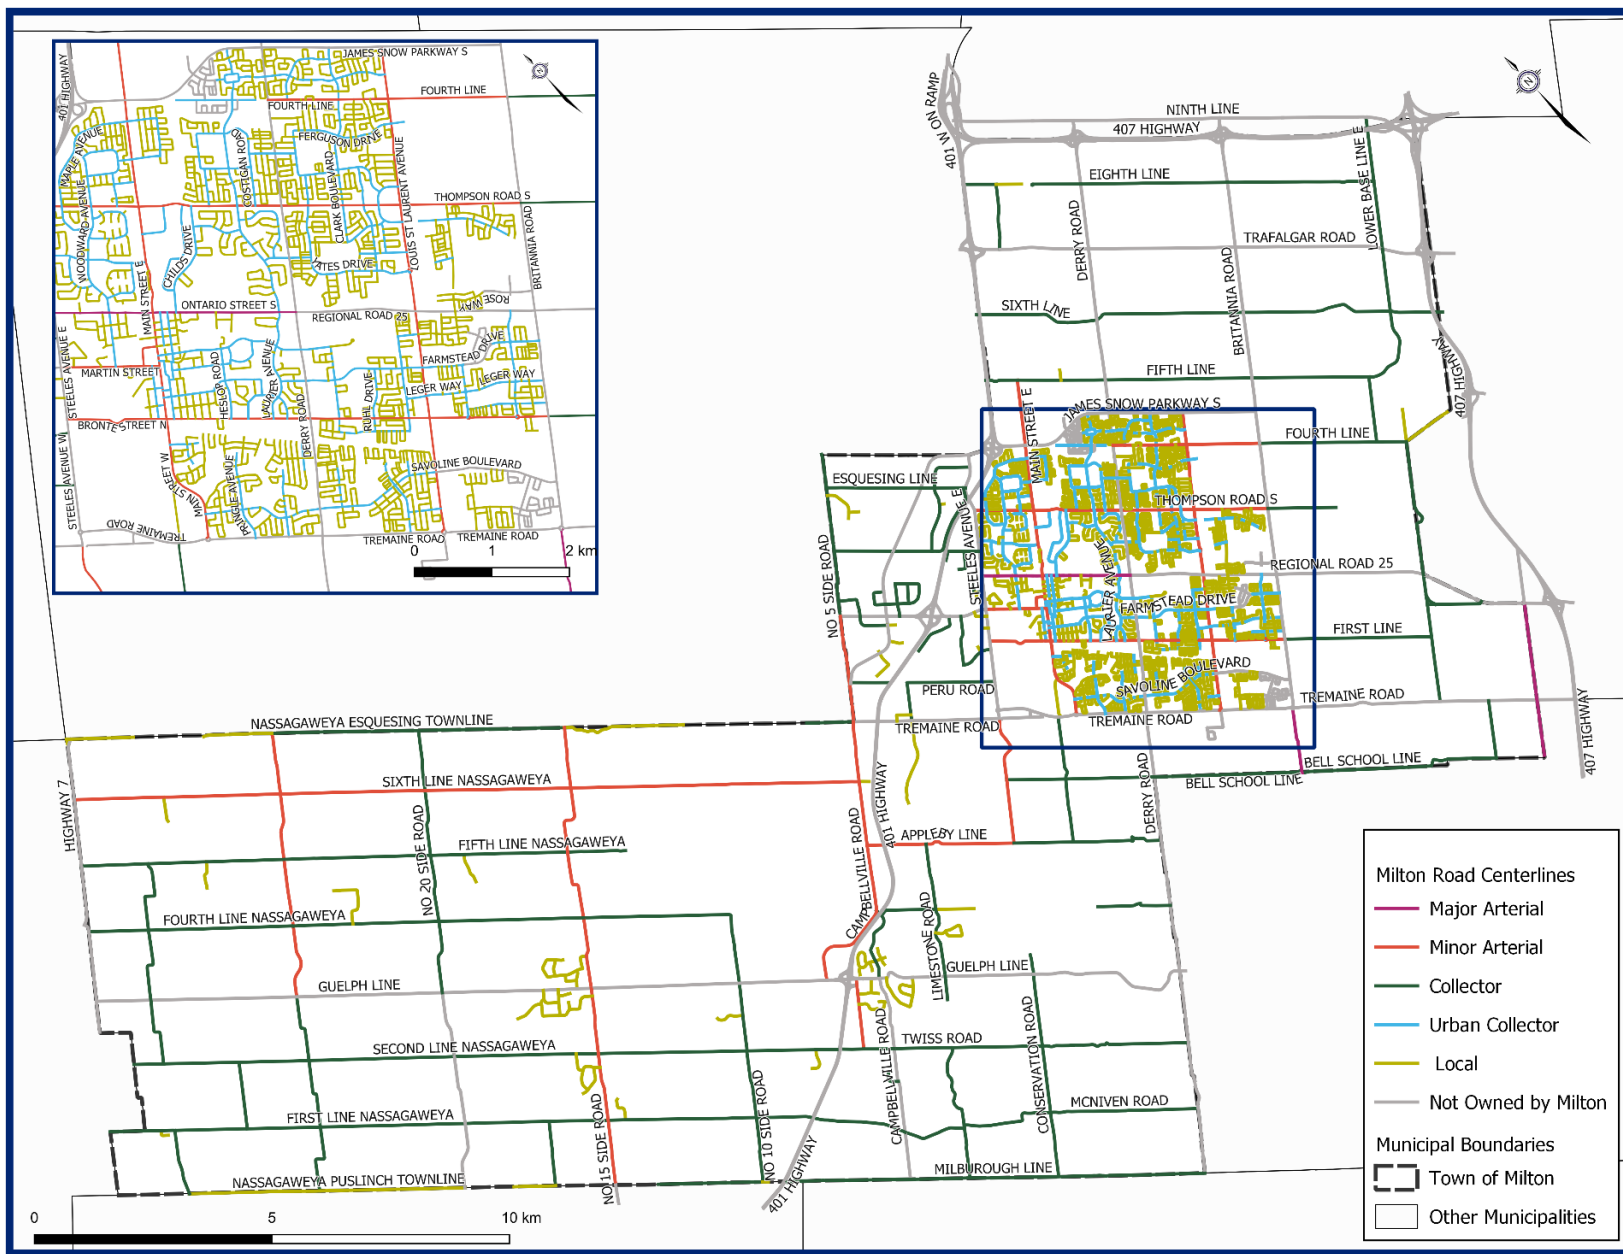 JAMES SNOW PARKWAY S
401 HIGHWAY
FOURTH LINE
FOURTH LINE
FERGUSON DRIVE
MAPLE AVENUE
COSTIGAN ROAD
CLARK BOULEVARD
LOUIS ST LAURENT AVENUE
THOMPSON ROAD S
WOODWARD AVENUE
CHILDS DRIVE
YATES DRIVE
BRITANNIA ROAD
MAIN STREET E
ONTARIO STREET S
REGIONAL ROAD 25
ROSE WAY
STEELES AVENUE E
MARTIN STREET
HESLOP ROAD
LAURIER AVENUE
FARMSTEAD DRIVE
RUHL DRIVE
LEGER WAY
LEGER WAY
BRONTE STREET N
DERRY ROAD
STEELES AVENUE W
MAIN STREET W
PRINGLE AVENUE
SAVOLINE BOULEVARD
TREMAINE ROAD
TREMAINE ROAD
TREMAINE ROAD
0 1 2 km
N
N
401 W ON RAMP
NINTH LINE
407 HIGHWAY
EIGHTH LINE
LOWER BASE LINE E
DERRY ROAD
TRAFALGAR ROAD
BRITANNIA ROAD
SIXTH LINE
407 HIGHWAY
FIFTH LINE
MAIN STREET E
JAMES SNOW PARKWAY S
FOURTH LINE
ESQUESING LINE
STEELES AVENUE E
THOMPSON ROAD S
NO 5 SIDE ROAD
LAURIER AVENUE
REGIONAL ROAD 25
FARMSTEAD DRIVE
FIRST LINE
SAVOLINE BOULEVARD
PERU ROAD
TREMAINE ROAD
TREMAINE ROAD
TREMAINE ROAD
407 HIGHWAY
NASSAGAWEYA ESQUESING TOWNLINE
BELL SCHOOL LINE
BELL SCHOOL LINE
SIXTH LINE NASSAGAWEYA
HIGHWAY 7
NO 20 SIDE ROAD
401 HIGHWAY
DERRY ROAD
CAMPBELLVILLE ROAD
APPLEBY LINE
FIFTH LINE NASSAGAWEYA
FOURTH LINE NASSAGAWEYA
LIMESTONE ROAD
GUELPH LINE
GUELPH LINE
SECOND LINE NASSAGAWEYA
TWISS ROAD
CAMPBELLVILLE ROAD
CONSERVATION ROAD
FIRST LINE NASSAGAWEYA
MCNIVEN ROAD
NO 15 SIDE ROAD
NO 10 SIDE ROAD
401 HIGHWAY
NASSAGAWEYA PUSLINCH TOWNLINE
MILBOROUGH LINE
0 5 10 km
Milton Road Centerlines
Major Arterial
Minor Arterial
Collector
Urban Collector
Local
Not Owned by Milton
Municipal Boundaries
Town of Milton
Other Municipalities